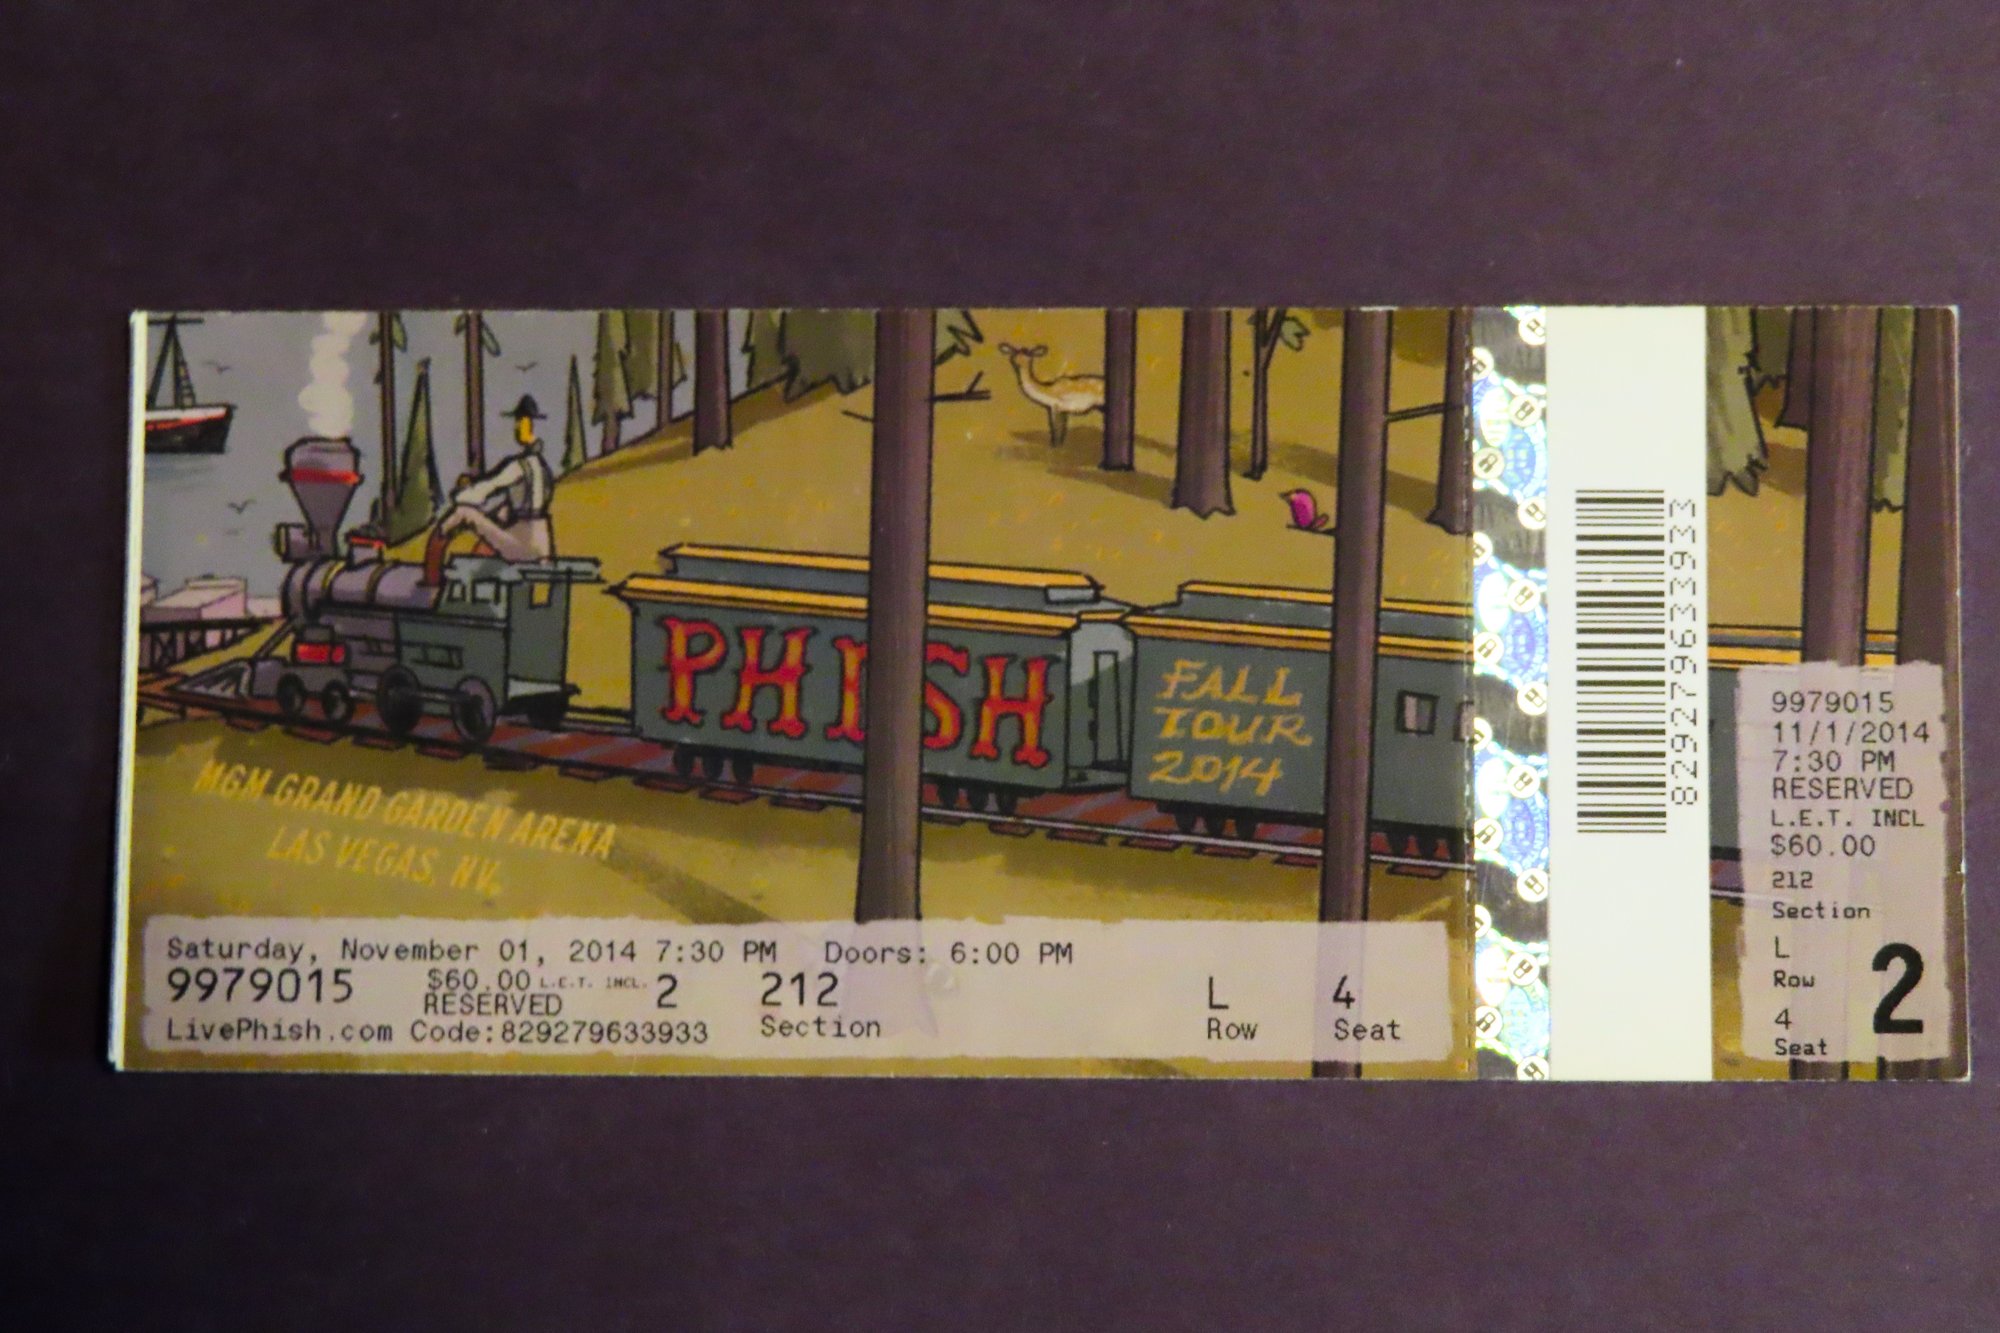 PHISH
FALL
TOUR
2014
MGM GRAND GARDEN ARENA
LAS VEGAS, NV.
Saturday, November 01, 2014 7:30 PM Doors: 6:00 PM
9979015 $60.00 L.E.T. INCL. 2 212 L 4
RESERVED
LivePhish.com Code:829279633933 Section Row Seat
829279633933
9979015
11/1/2014
7:30 PM
RESERVED
L.E.T. INCL
$60.00
212
Section
L
Row
2
4
Seat